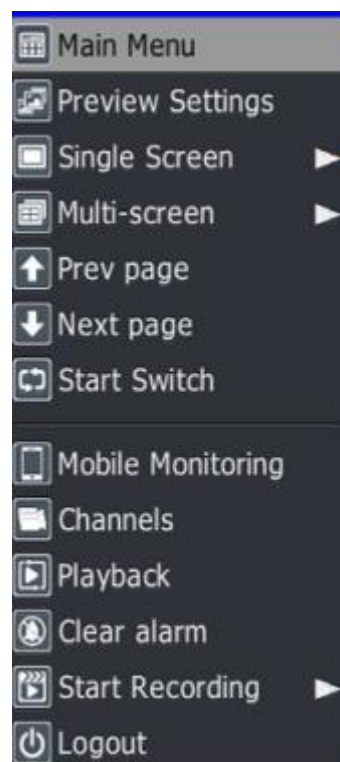 Main Menu
Preview Settings
Single Screen
Multi-screen
Prev page
Next page
Start Switch
Mobile Monitoring
Channels
Playback
Clear alarm
Start Recording
Logout